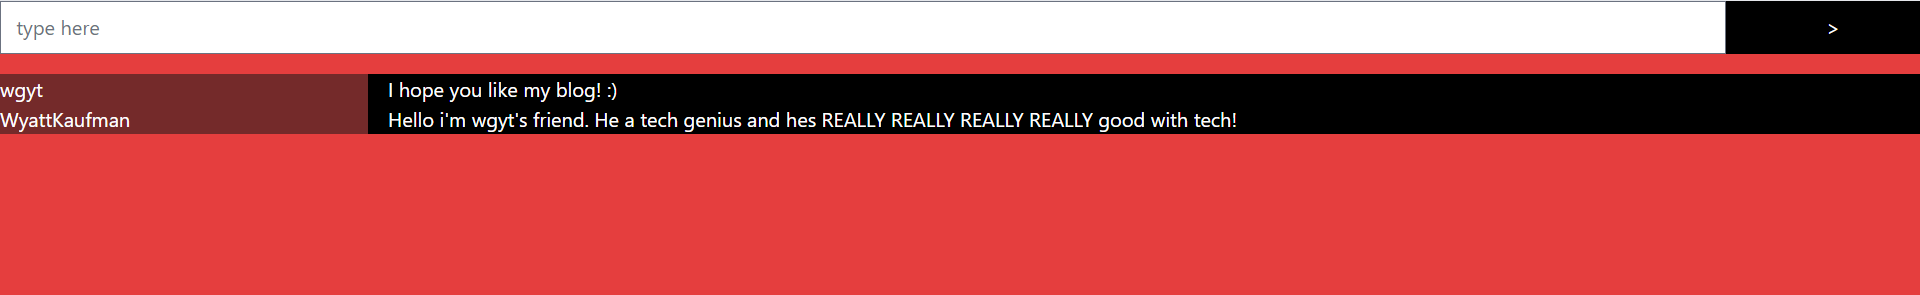 type here
>
wgyt
I hope you like my blog! :)
WyattKaufman
Hello i'm wgyt's friend. He a tech genius and hes REALLY REALLY REALLY REALLY good with tech!